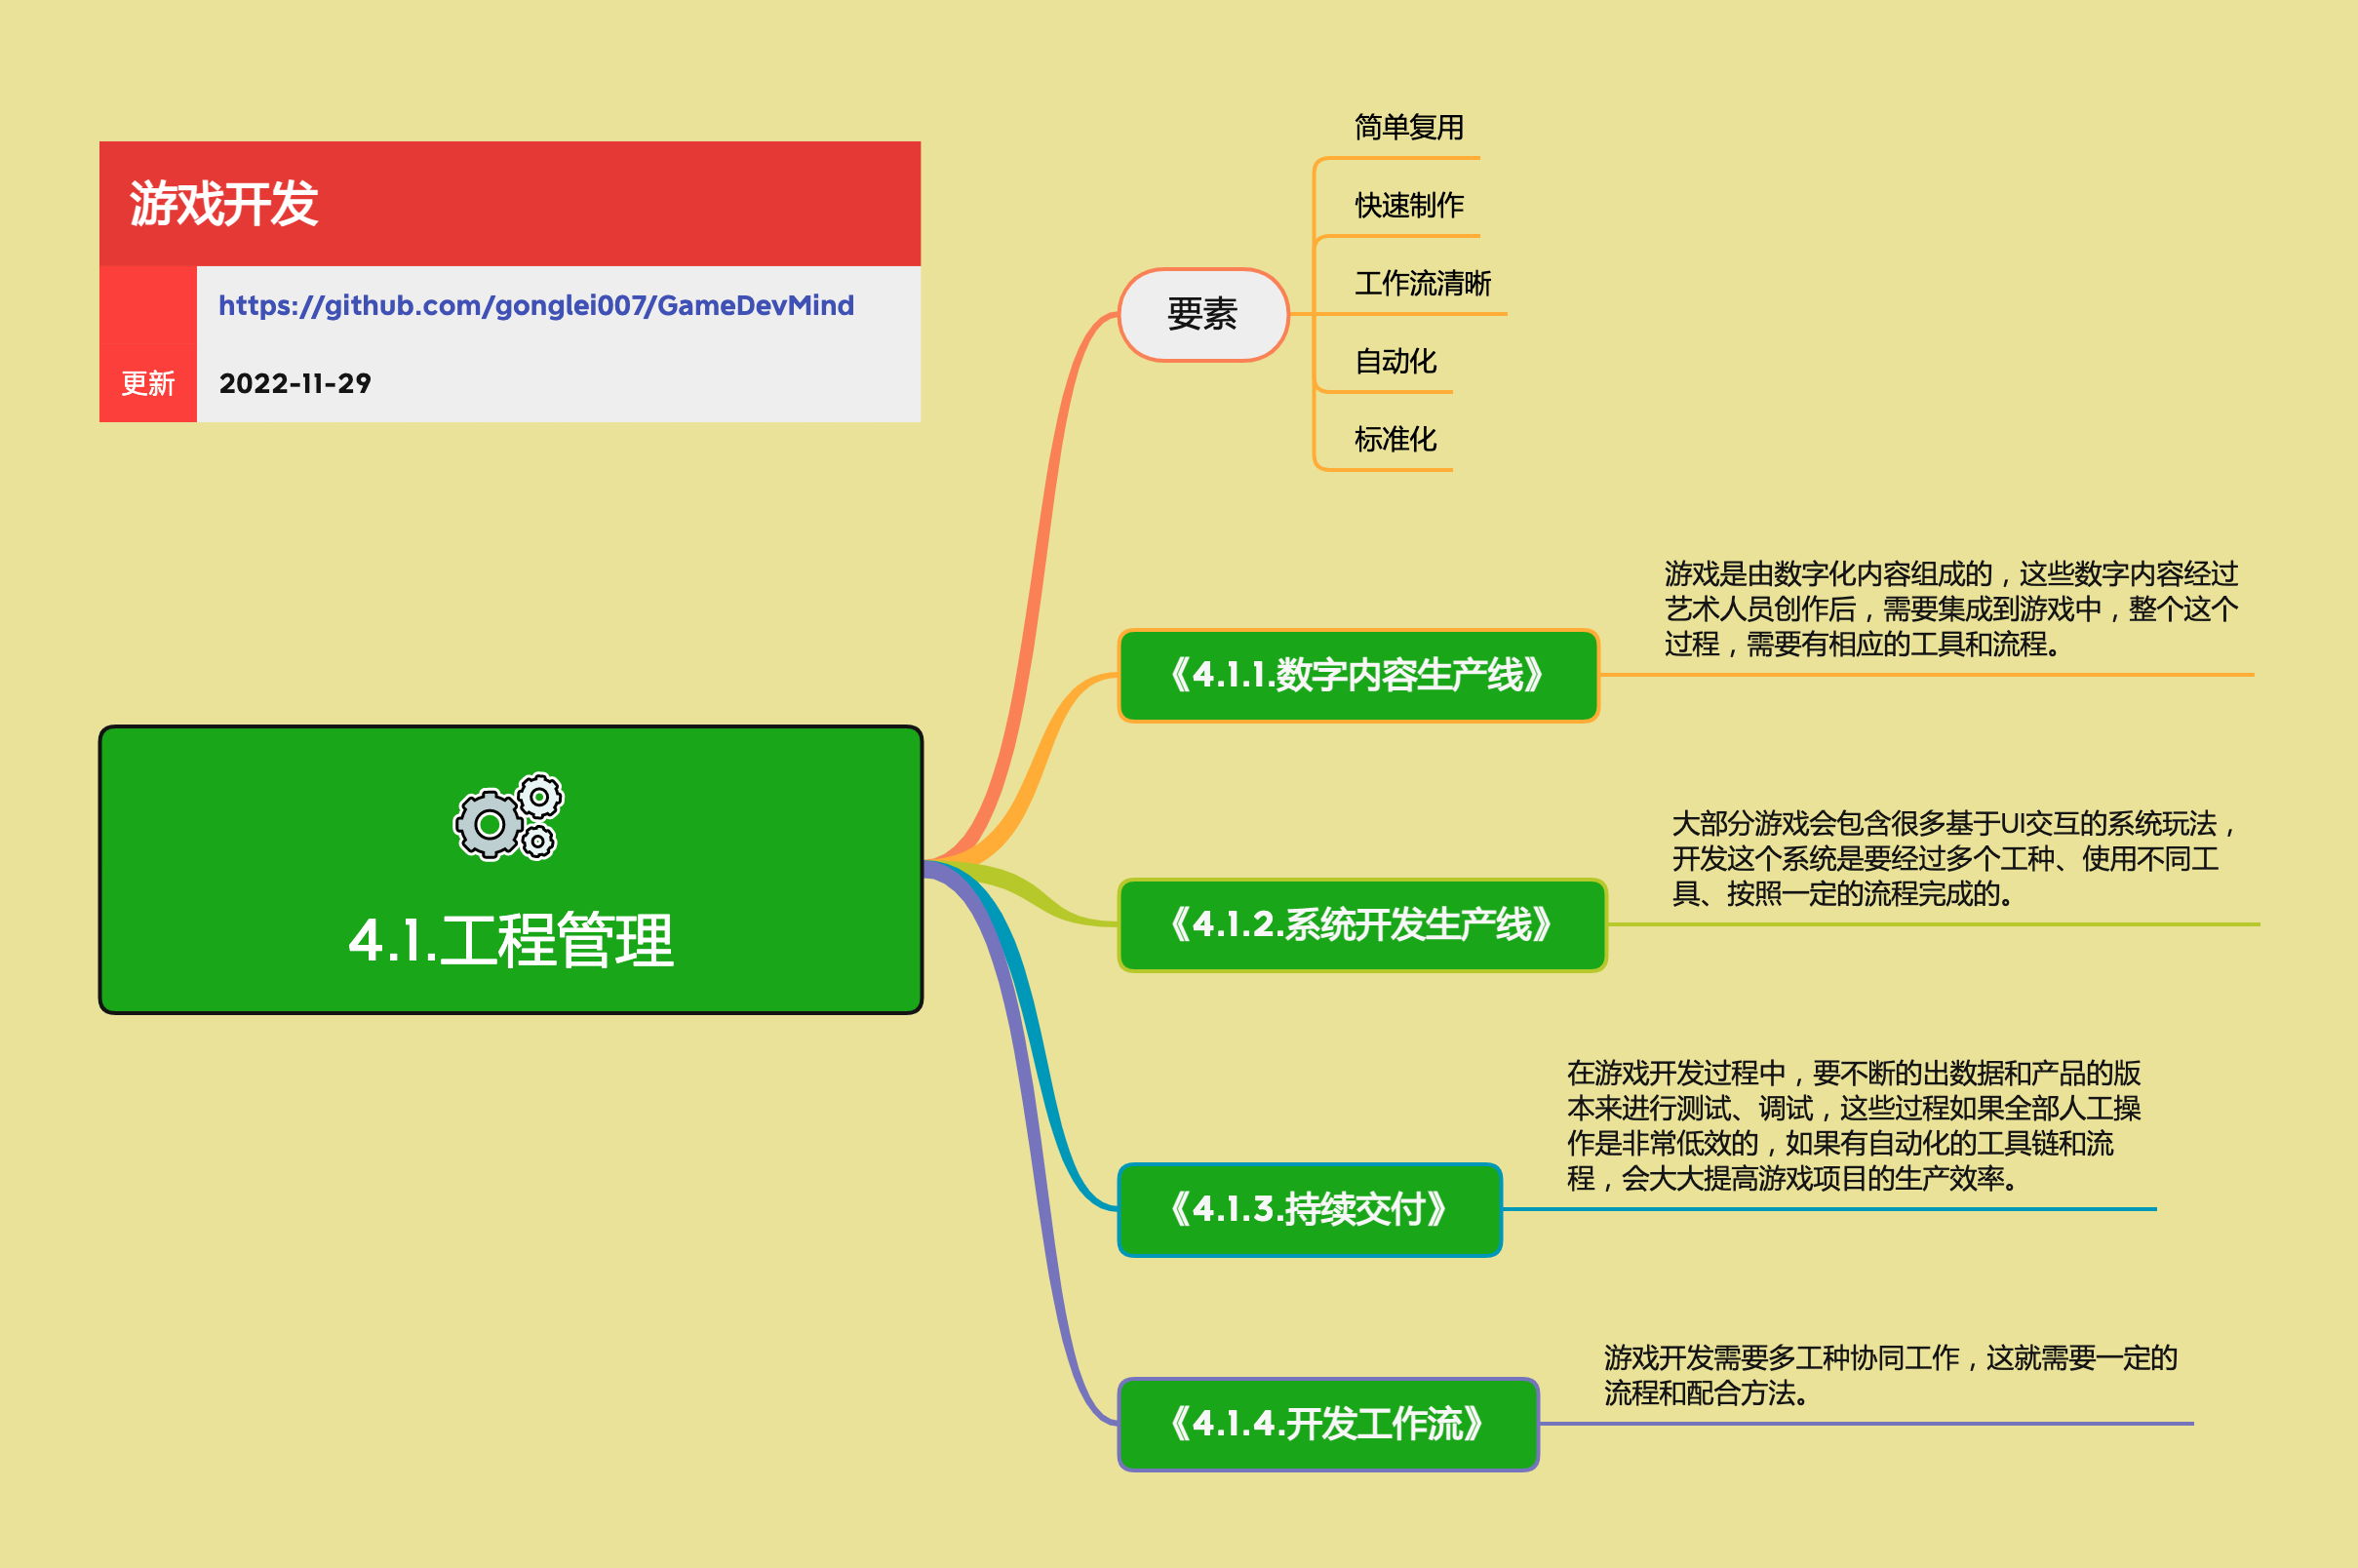 游戏开发
https://github.com/gonglei007/GameDevMind
更新 2022-11-29
4.1.工程管理
要素
简单复用
快速制作
工作流清晰
自动化
标准化
《4.1.1.数字内容生产线》
游戏是由数字化内容组成的，这些数字内容经过
艺术人员创作后，需要集成到游戏中，整个这个
过程，需要有相应的工具和流程。
《4.1.2.系统开发生产线》
大部分游戏会包含很多基于UI交互的系统玩法，
开发这个系统是要经过多个工种、使用不同工
具、按照一定的流程完成的。
《4.1.3.持续交付》
在游戏开发过程中，要不断的出数据和产品的版
本来进行测试、调试，这些过程如果全部人工操
作是非常低效的，如果有自动化的工具链和流
程，会大大提高游戏项目的生产效率。
《4.1.4.开发工作流》
游戏开发需要多工种协同工作，这就需要一定的
流程和配合方法。